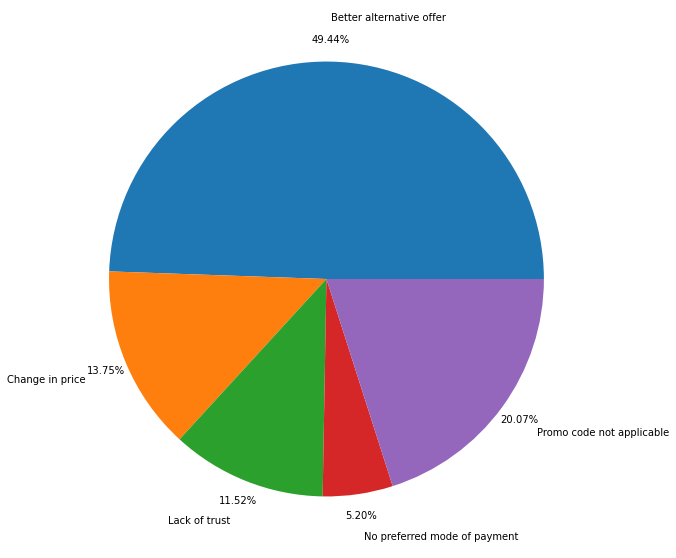 Better alternative offer
49.44%
13.75%
Change in price
11.52%
Lack of trust
5.20%
No preferred mode of payment
20.07%
Promo code not applicable